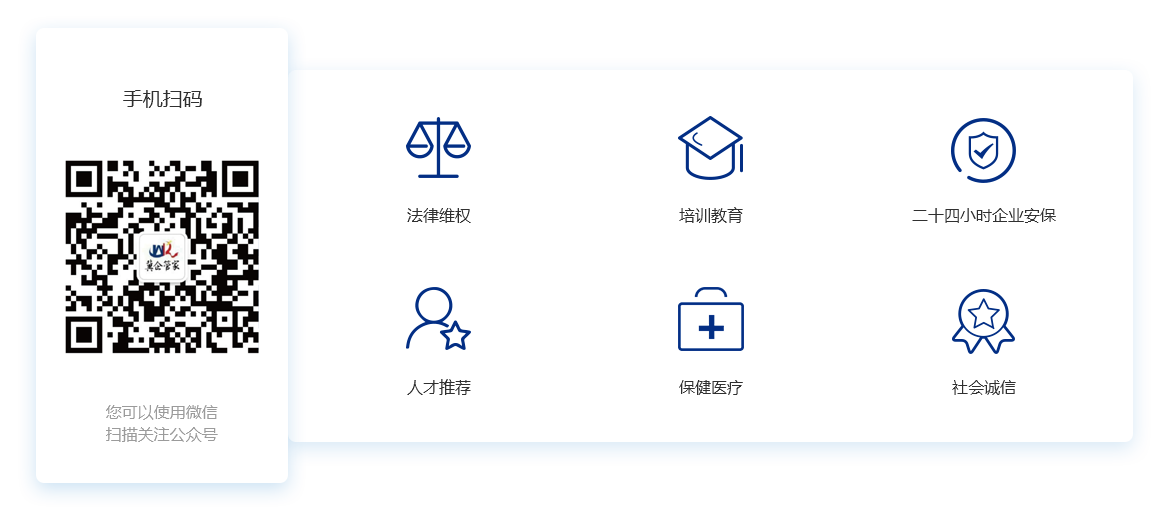 手机扫码
冀企管家
您可以使用微信
扫描关注公众号
法律维权
培训教育
二十四小时企业安保
人才推荐
保健医疗
社会诚信